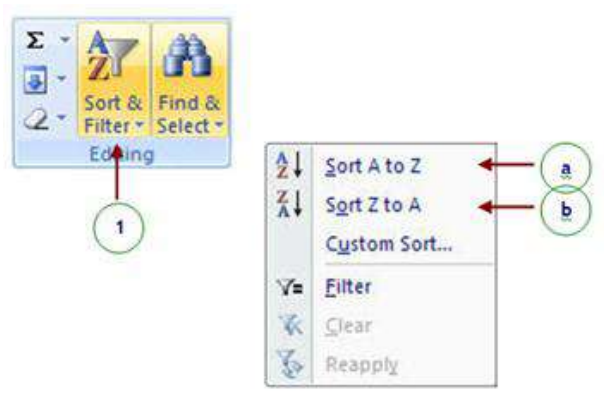 Σ
A
Z
Sort & Filter
Find & Select
Editing
1
A
Z
Sort A to Z
a
Z
A
Sort Z to A
b
Custom Sort...
Filter
Clear
Reapply